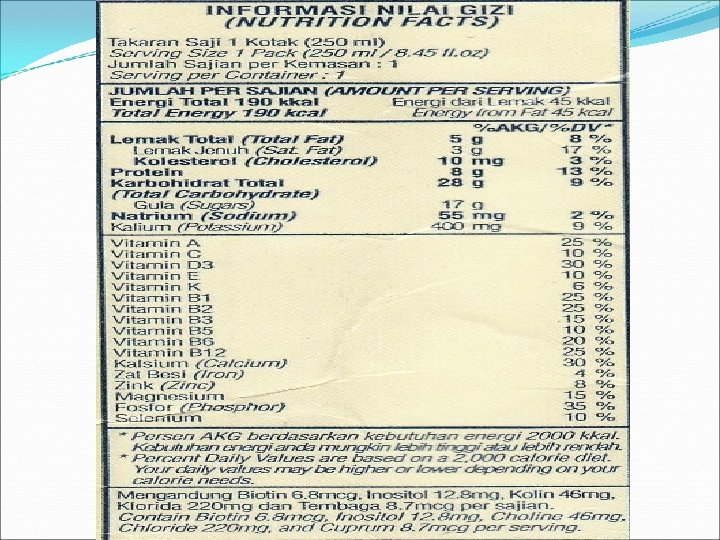 INFORMASI NILAI GIZI
(NUTRITION FACTS)
Takaran Saji 1 Kotak (250 ml)
Serving Size 1 Pack (250 ml / 8.45 fl.oz)
Jumlah Sajian per Kemasan : 1
Serving per Container : 1
JUMLAH PER SAJIAN (AMOUNT PER SERVING)
Energi Total 190 kkal Energi dari Lemak 45 kkal
Total Energy 190 kcal Energy from Fat 45 kcal
%AKG/%DV*
Lemak Total (Total Fat) 5 g 8 %
Lemak Jenuh (Sat. Fat) 3 g 17 %
Kolesterol (Cholesterol) 10 mg 3 %
Protein 8 g 13 %
Karbohidrat Total 28 g 9 %
(Total Carbohydrate)
Gula (Sugars) 17 g
Natrium (Sodium) 55 mg 2 %
Kalium (Potassium) 400 mg 9 %
Vitamin A 25 %
Vitamin C 10 %
Vitamin D3 30 %
Vitamin E 10 %
Vitamin K 6 %
Vitamin B1 25 %
Vitamin B2 25 %
Vitamin B3 15 %
Vitamin B5 10 %
Vitamin B6 20 %
Vitamin B12 25 %
Kalsium (Calcium) 30 %
Zat Besi (Iron) 4 %
Zink (Zinc) 8 %
Magnesium 15 %
Fosfor (Phosphor) 35 %
Selenium 10 %
* Persen AKG berdasarkan kebutuhan energi 2000 kkal.
Kebutuhan energi anda mungkin lebih tinggi atau lebih rendah.
* Percent Daily Values are based on a 2,000 calorie diet.
Your daily values may be higher or lower depending on your
calorie needs.
Mengandung Biotin 6.8mcg, Inositol 12.8mg, Kolin 46mg,
Klorida 220mg dan Tembaga 8.7mcg per sajian.
Contain Biotin 6.8mcg, Inositol 12.8mg, Choline 46mg,
Chloride 220mg, and Cuprum 8.7mcg per serving.